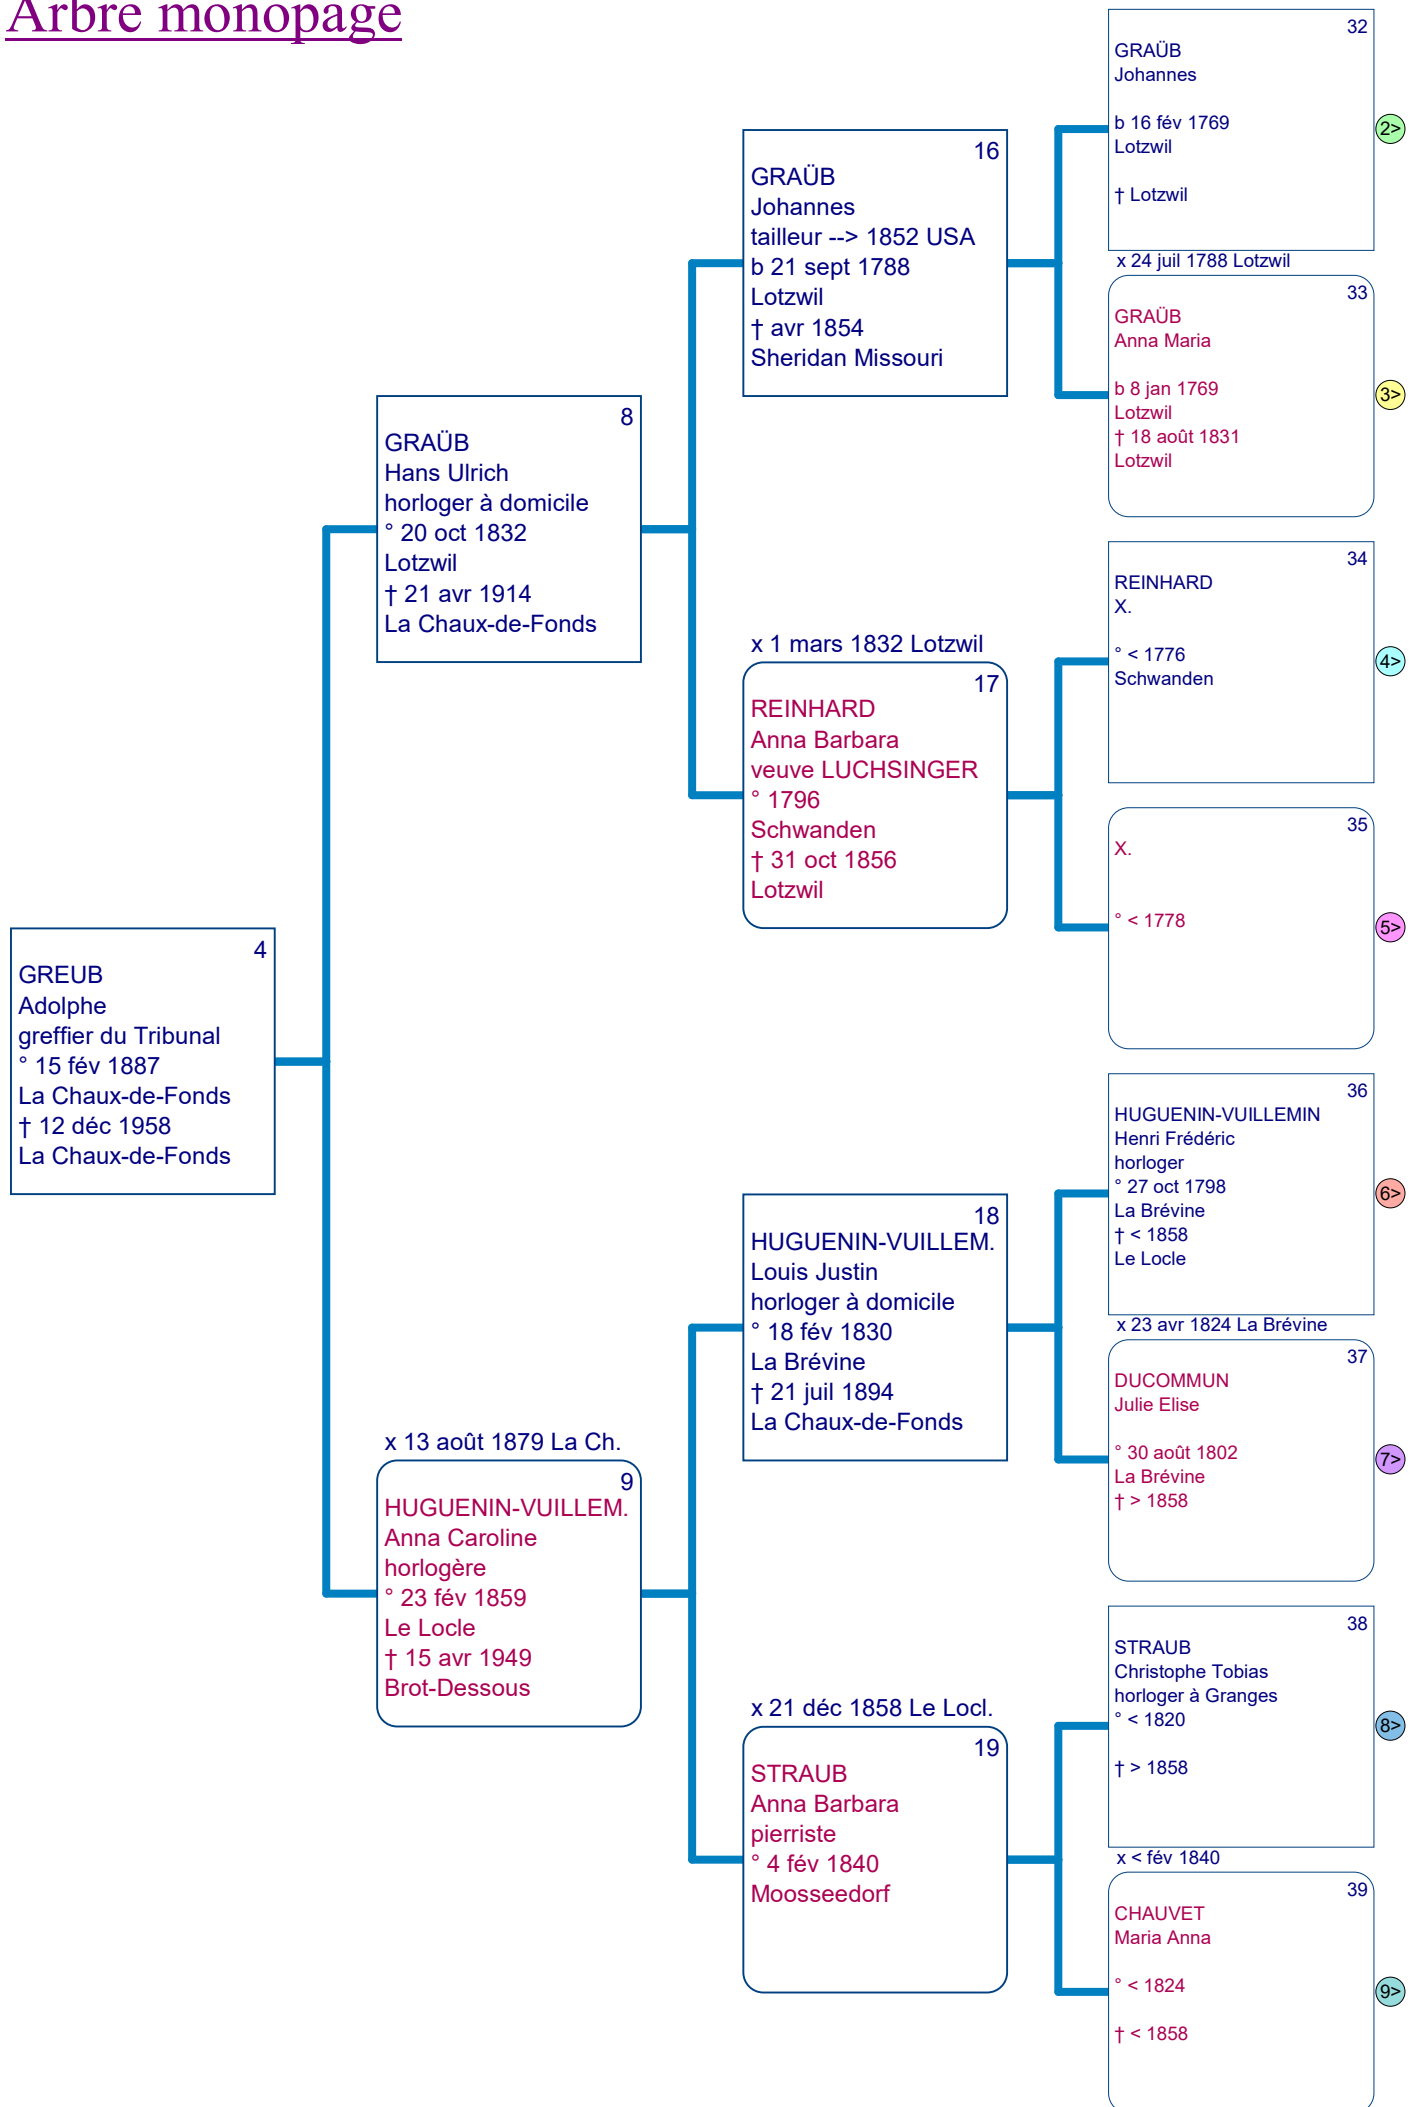 Arbre monopage
4
GREUB
Adolphe
greffier du Tribunal
° 15 fév 1887
La Chaux-de-Fonds
† 12 déc 1958
La Chaux-de-Fonds
8
GRAÜB
Hans Ulrich
horloger à domicile
° 20 oct 1832
Lotzwil
† 21 avr 1914
La Chaux-de-Fonds
x 13 août 1879 La Ch.
9
HUGUENIN-VUILLEM.
Anna Caroline
horlogère
° 23 fév 1859
Le Locle
† 15 avr 1949
Brot-Dessous
16
GRAÜB
Johannes
tailleur --> 1852 USA
b 21 sept 1788
Lotzwil
† avr 1854
Sheridan Missouri
x 1 mars 1832 Lotzwil
17
REINHARD
Anna Barbara
veuve LUCHSINGER
° 1796
Schwanden
† 31 oct 1856
Lotzwil
18
HUGUENIN-VUILLEM.
Louis Justin
horloger à domicile
° 18 fév 1830
La Brévine
† 21 juil 1894
La Chaux-de-Fonds
x 21 déc 1858 Le Locl.
19
STRAUB
Anna Barbara
pierriste
° 4 fév 1840
Moosseedorf
32
GRAÜB
Johannes
b 16 fév 1769
Lotzwil
† Lotzwil
2>
x 24 juil 1788 Lotzwil
33
GRAÜB
Anna Maria
b 8 jan 1769
Lotzwil
† 18 août 1831
Lotzwil
3>
34
REINHARD
X.
° < 1776
Schwanden
4>
35
X.
° < 1778
5>
36
HUGUENIN-VUILLEMIN
Henri Frédéric
horloger
° 27 oct 1798
La Brévine
† < 1858
Le Locle
6>
x 23 avr 1824 La Brévine
37
DUCOMMUN
Julie Elise
° 30 août 1802
La Brévine
† > 1858
7>
38
STRAUB
Christophe Tobias
horloger à Granges
° < 1820
† > 1858
8>
x < fév 1840
39
CHAUVET
Maria Anna
° < 1824
† < 1858
9>